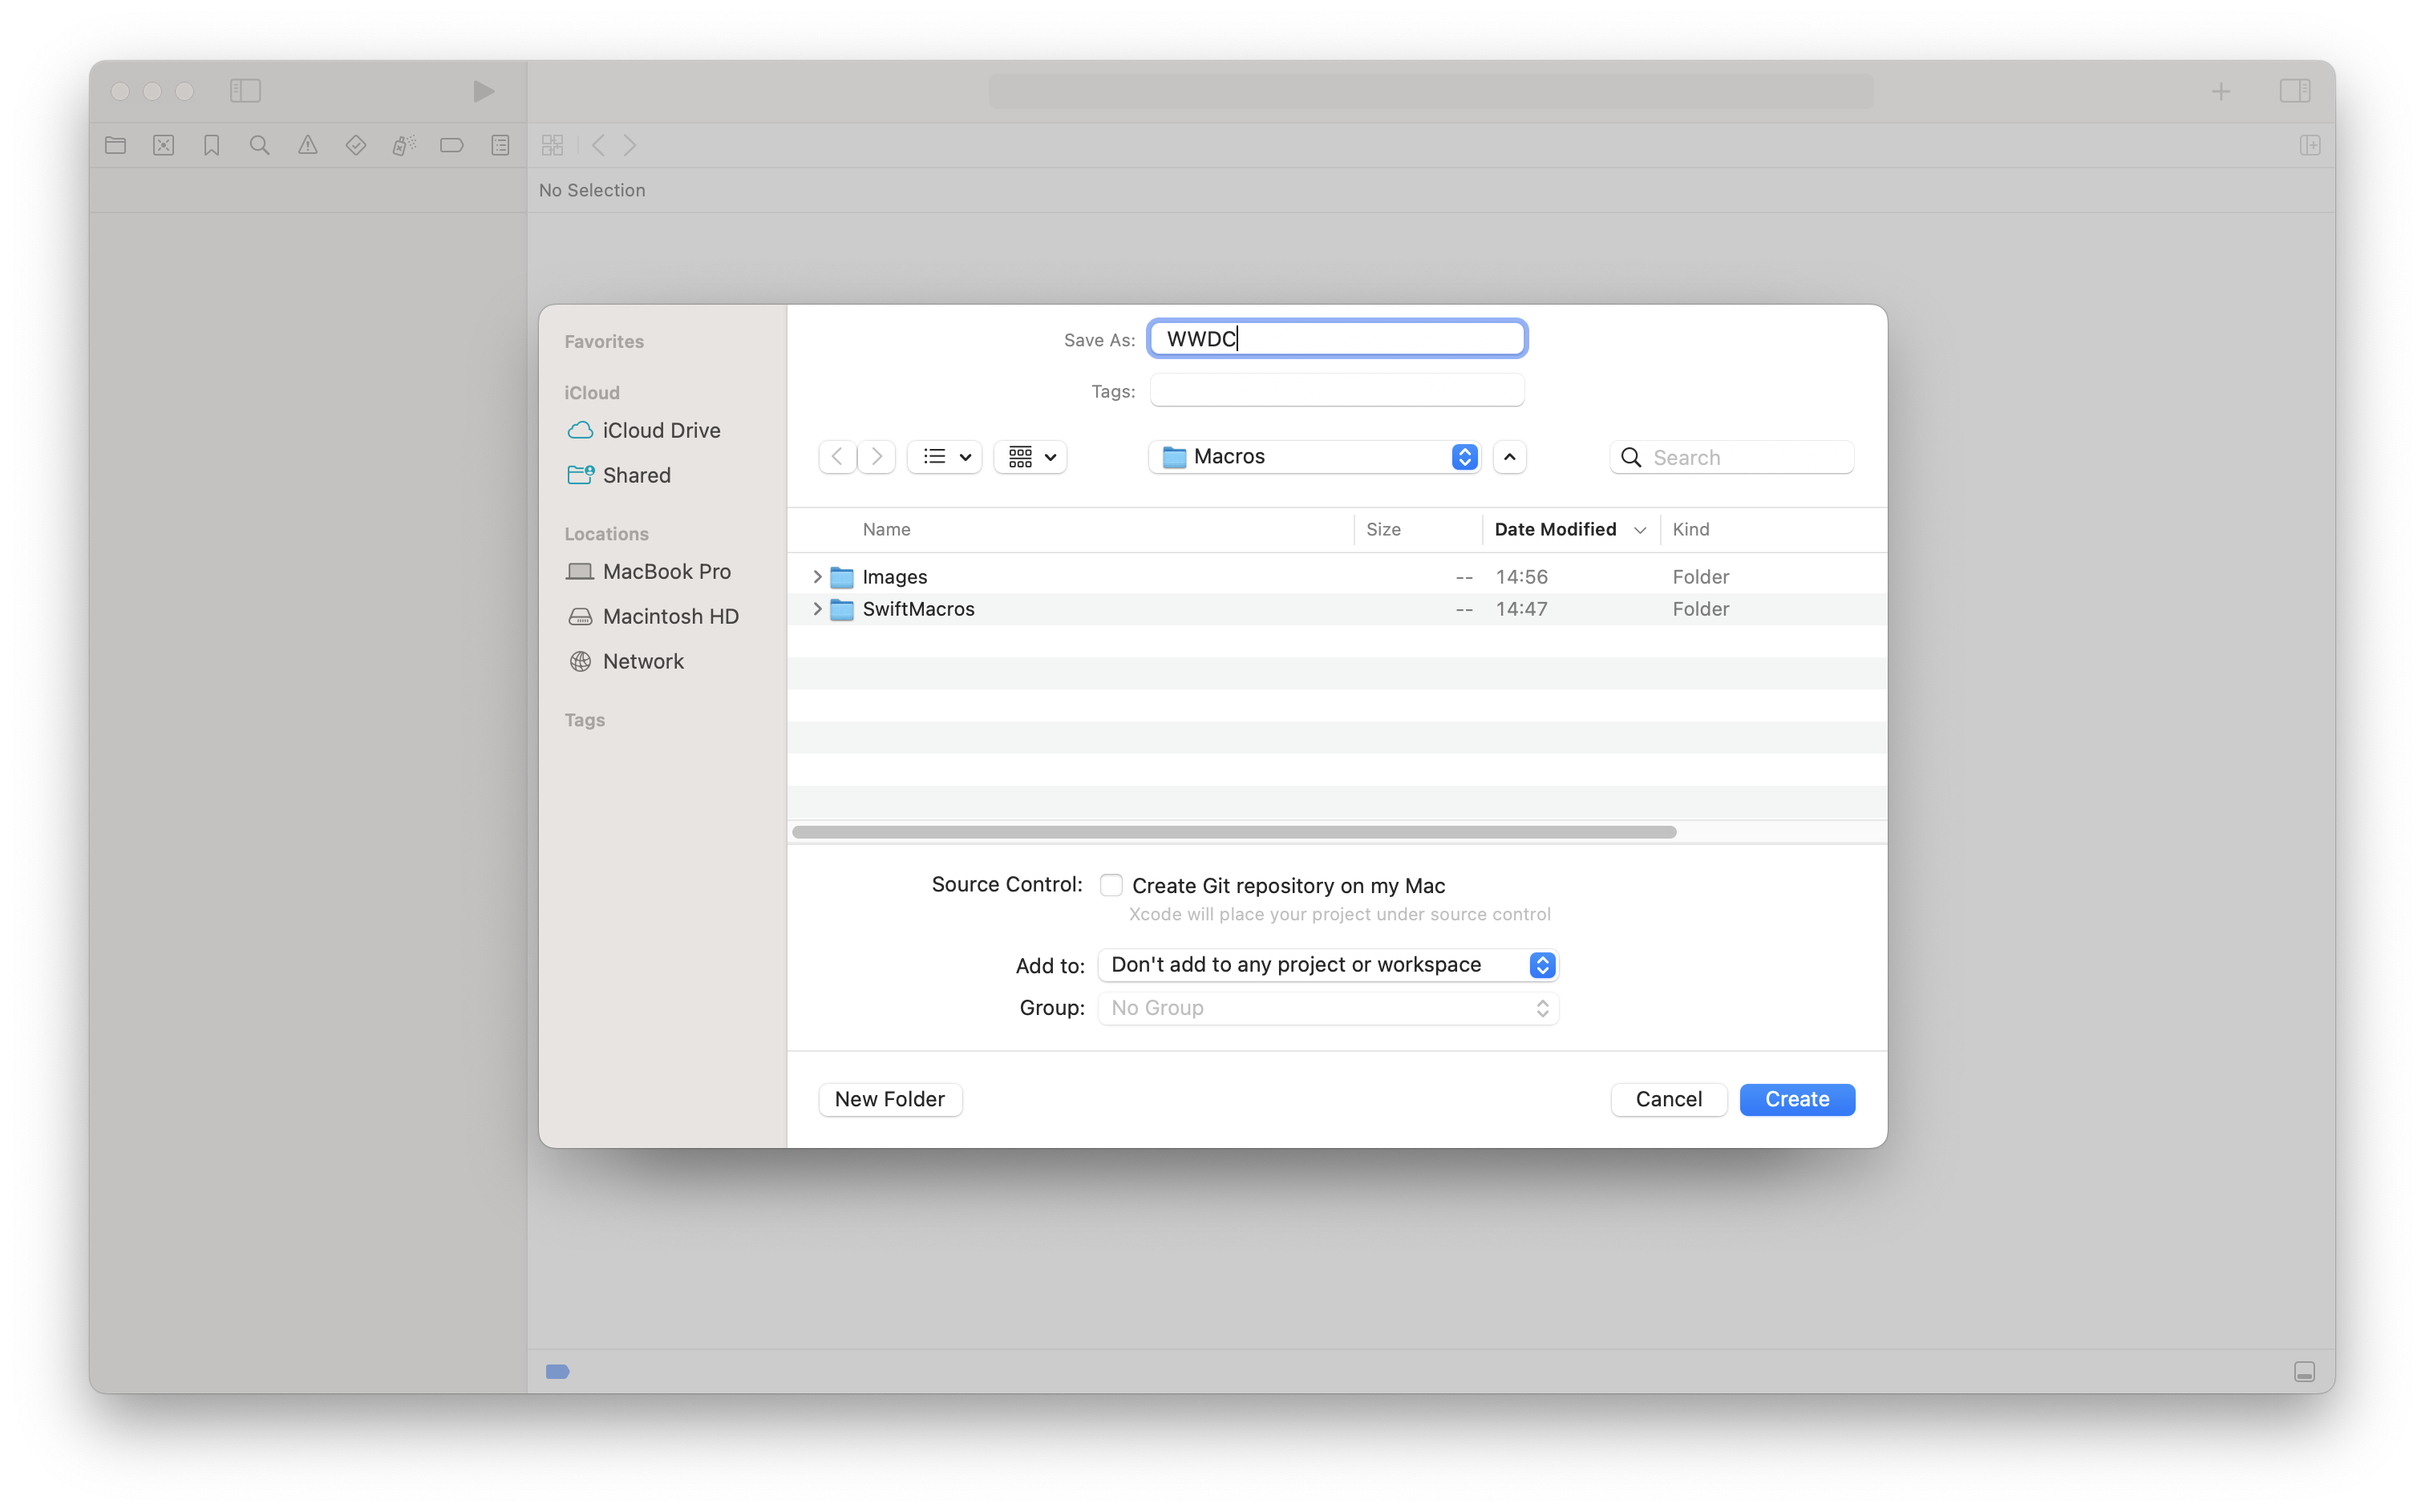 No Selection
Favorites
iCloud
iCloud Drive
Shared
Locations
MacBook Pro
Macintosh HD
Network
Tags
Save As: WWDC
Tags:
Macros
Search
Name Size Date Modified Kind
Images -- 14:56 Folder
SwiftMacros -- 14:47 Folder
Source Control: Create Git repository on my Mac
Xcode will place your project under source control
Add to: Don't add to any project or workspace
Group: No Group
New Folder Cancel Create